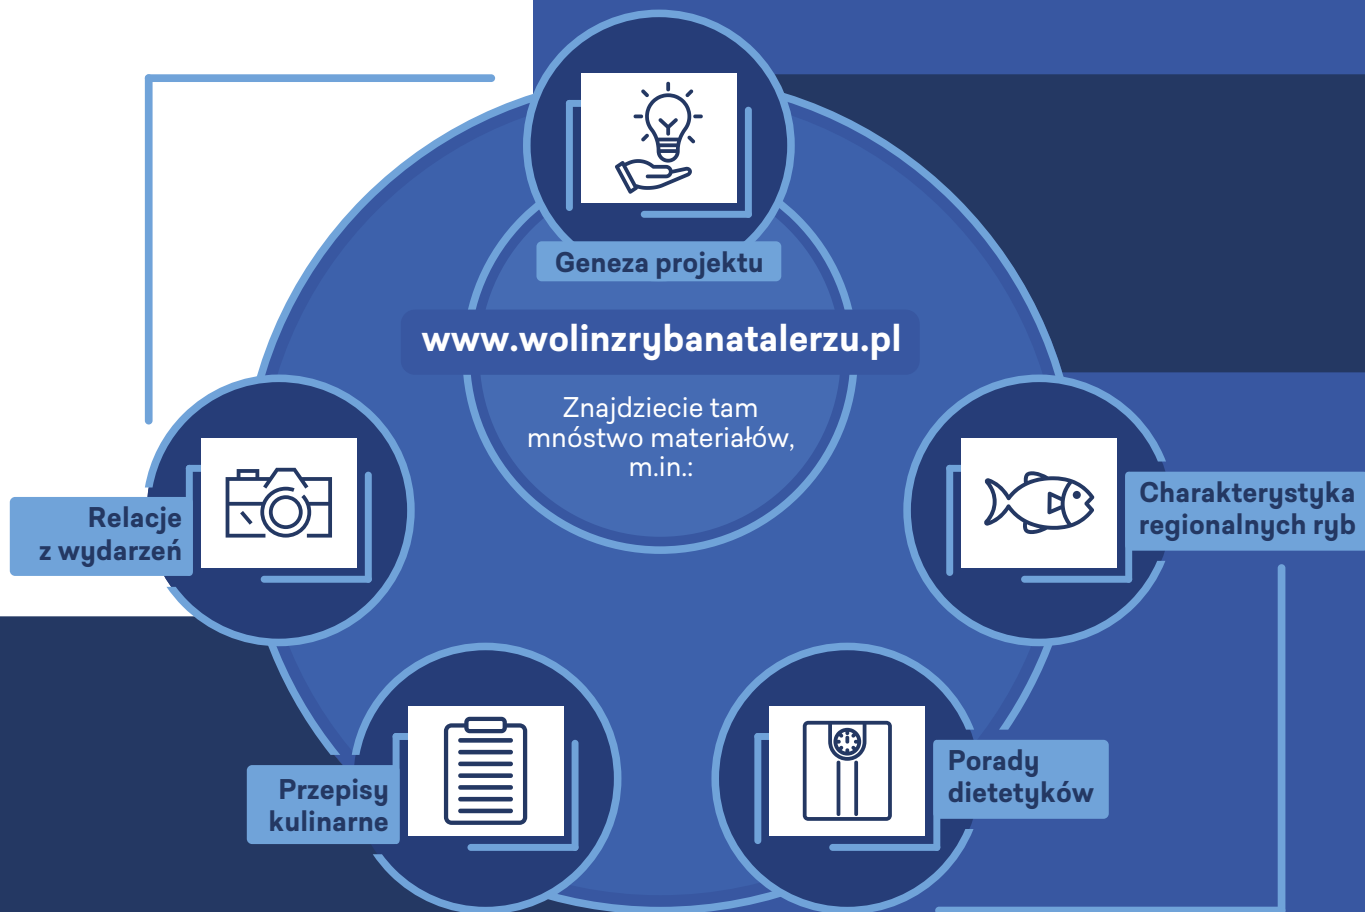 Geneza projektu
www.wolinzrybanatalerzu.pl
Znajdziecie tam
mnóstwo materiałów,
m.in.:
Relacje
z wydarzeń
Charakterystyka
regionalnych ryb
Przepisy
kulinarne
Porady
dietetyków